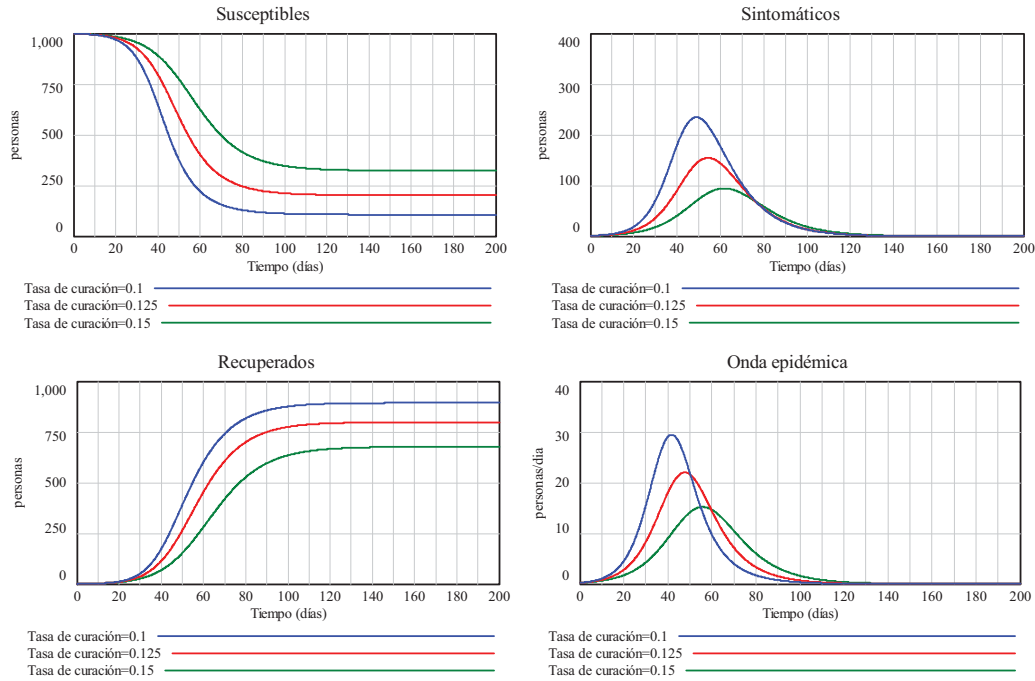 Susceptibles
1,000
750
500
250
0
personas
0 20 40 60 80 100 120 140 160 180 200
Tiempo (días)
Tasa de curación=0.1
Tasa de curación=0.125
Tasa de curación=0.15
Sintomáticos
400
300
200
100
0
personas
0 20 40 60 80 100 120 140 160 180 200
Tiempo (días)
Tasa de curación=0.1
Tasa de curación=0.125
Tasa de curación=0.15
Recuperados
1,000
750
500
250
0
personas
0 20 40 60 80 100 120 140 160 180 200
Tiempo (días)
Tasa de curación=0.1
Tasa de curación=0.125
Tasa de curación=0.15
Onda epidémica
40
30
20
10
0
personas/dia
0 20 40 60 80 100 120 140 160 180 200
Tiempo (días)
Tasa de curación=0.1
Tasa de curación=0.125
Tasa de curación=0.15